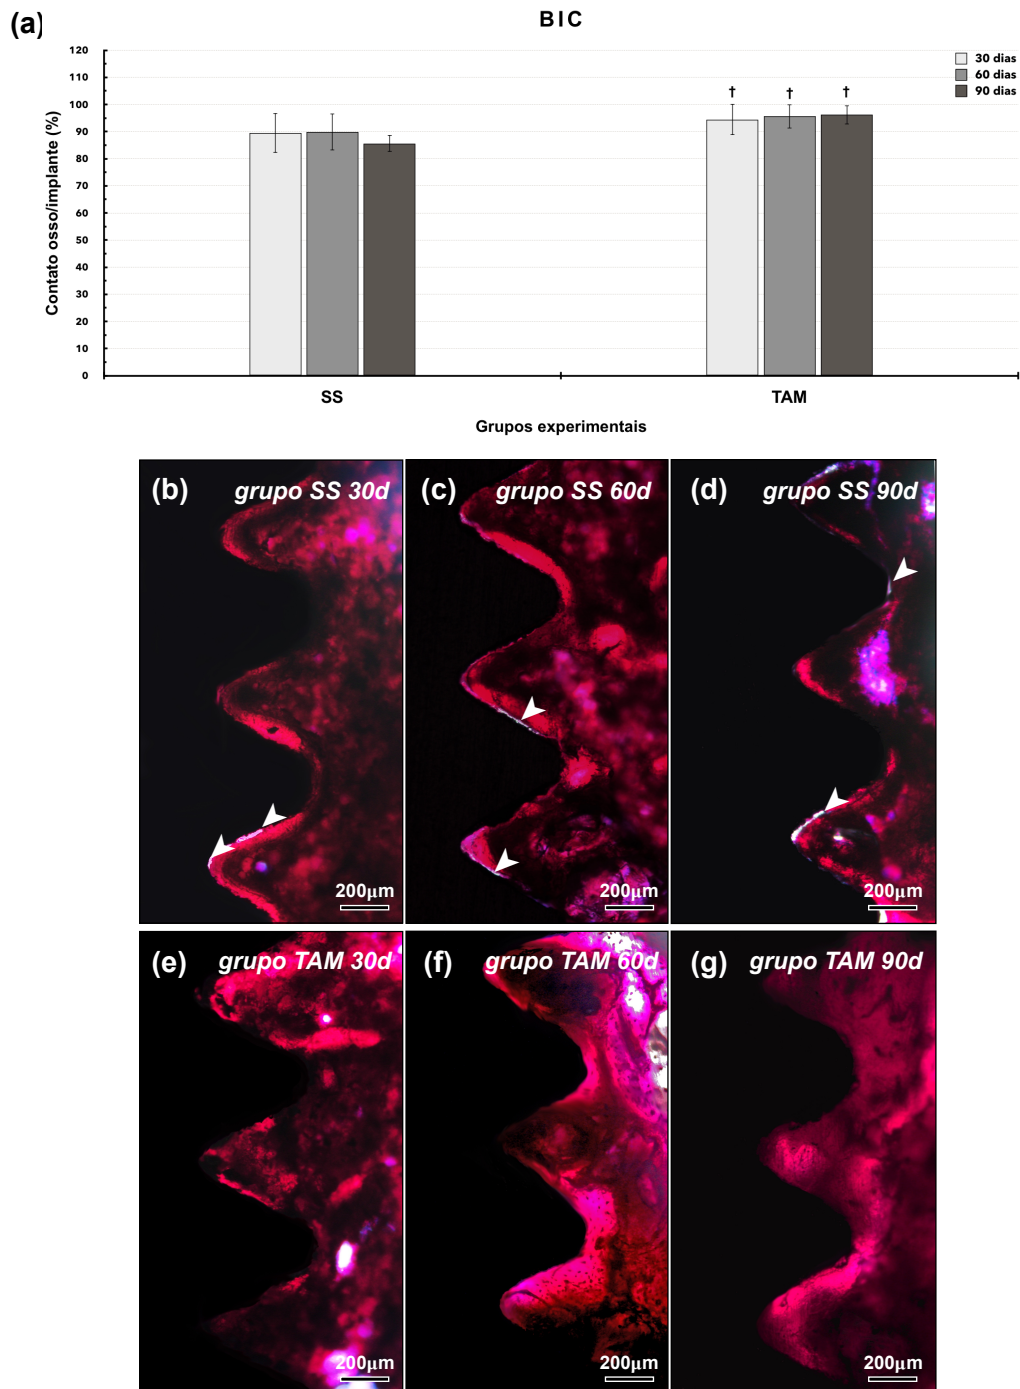 (a)
BIC
120
110
100
90
80
70
60
50
40
30
20
10
0
Contato osso/implante (%)
30 dias
60 dias
90 dias
† † †
SS TAM
Grupos experimentais
(b) grupo SS 30d
200µm
(c) grupo SS 60d
200µm
(d) grupo SS 90d
200µm
(e) grupo TAM 30d
200µm
(f) grupo TAM 60d
200µm
(g) grupo TAM 90d
200µm